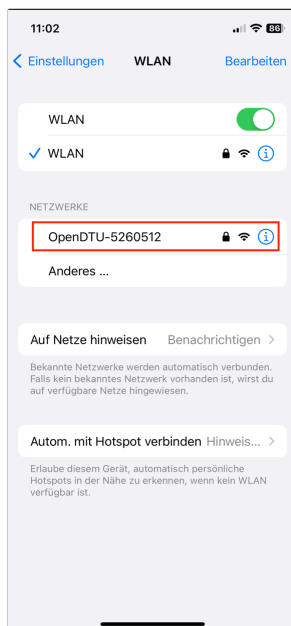 11:02
86
Einstellungen WLAN Bearbeiten
WLAN
WLAN
NETZWERKE
OpenDTU-5260512
Anderes ...
Auf Netze hinweisen Benachrichtigen
Bekannte Netzwerke werden automatisch verbunden.
Falls kein bekanntes Netzwerk vorhanden ist, wirst du
auf verfügbare Netze hingewiesen.
Autom. mit Hotspot verbinden Hinweis...
Erlaube diesem Gerät, automatisch persönliche
Hotspots in der Nähe zu erkennen, wenn kein WLAN
verfügbar ist.